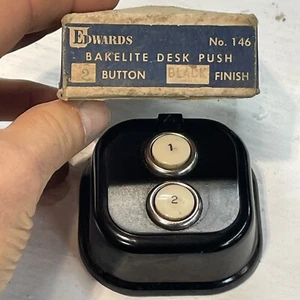 EDWARDS No. 146
BAKELITE DESK PUSH
2 BUTTON BLACK FINISH
1
2